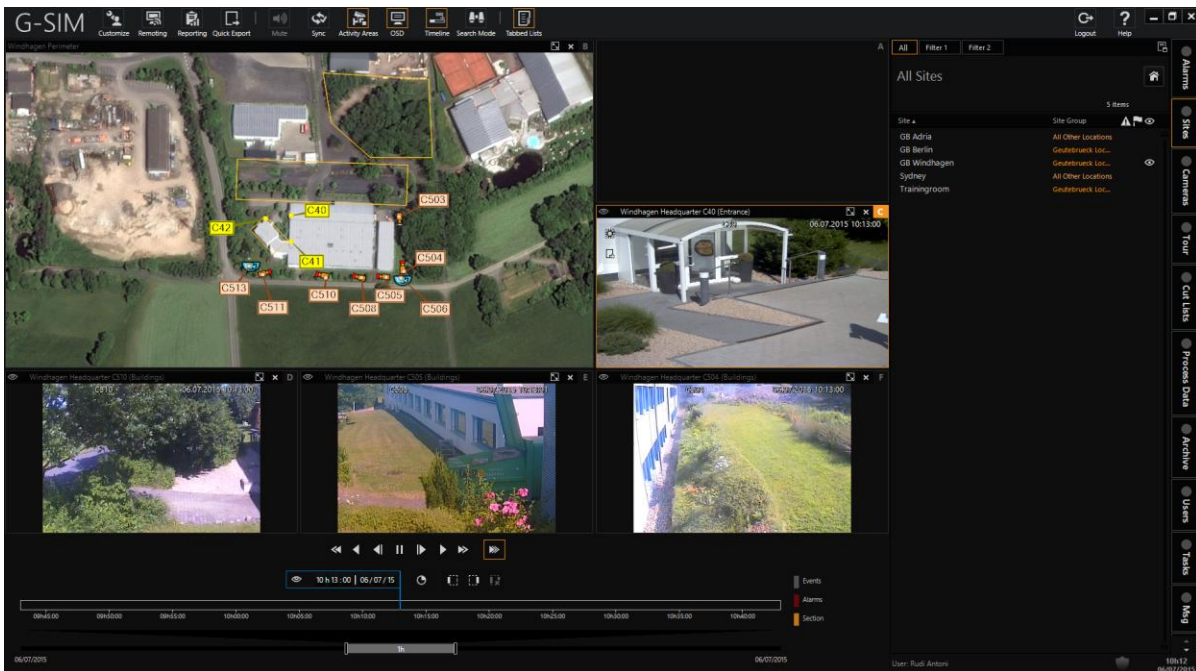 G-SIM
Customize Remoting Reporting Quick Export Mute Sync Activity Areas OSD Timeline Search Mode Tabbed Lists Logout Help
Windhagen Perimeter B
A
C40
C42
C41
C503
C504
C513
C511
C510
C508
C505
C506
Windhagen Headquarter C40 (Entrance) C
06.07.2015 10:13:00
Windhagen Headquarter C510 (Buildings) D
Windhagen Headquarter C505 (Buildings) E
Windhagen Headquarter C504 (Buildings) F
All Filter 1 Filter 2
All Sites
5 items
Site Site Group
GB Adria All Other Locations
GB Berlin Geutebrueck Loc...
GB Windhagen Geutebrueck Loc...
Sydney All Other Locations
Trainingroom Geutebrueck Loc...
Alarms
Sites
Cameras
Tour
Cut Lists
Process Data
Archive
Users
Tasks
Msg
10 h 13 : 00 | 06 / 07 / 15
Events
Alarms
Section
09h45:00 09h50:00 09h55:00 10h00:00 10h05:00 10h10:00 10h15:00 10h20:00 10h25:00 10h30:00 10h35:00 10h40:00
1h
06/07/2015 06/07/2015
User: Rudi Antoni
10h12
06/07/2015